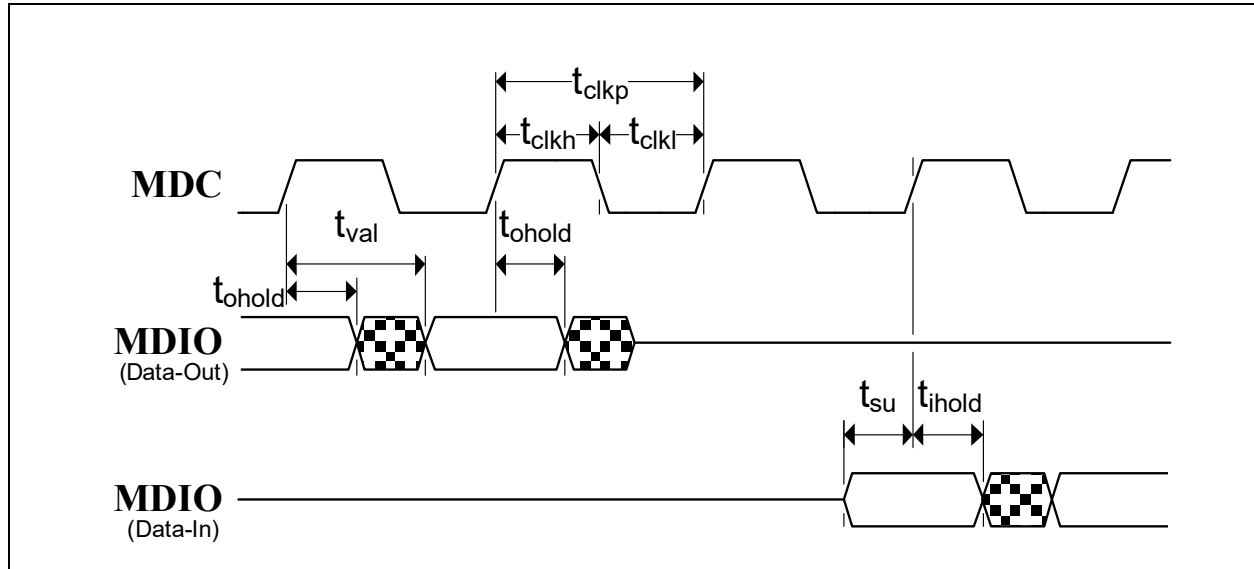 tclkp
tclkh
tclkl
MDC
tval
tohold
tohold
MDIO
(Data-Out)
tsu
tihold
MDIO
(Data-In)